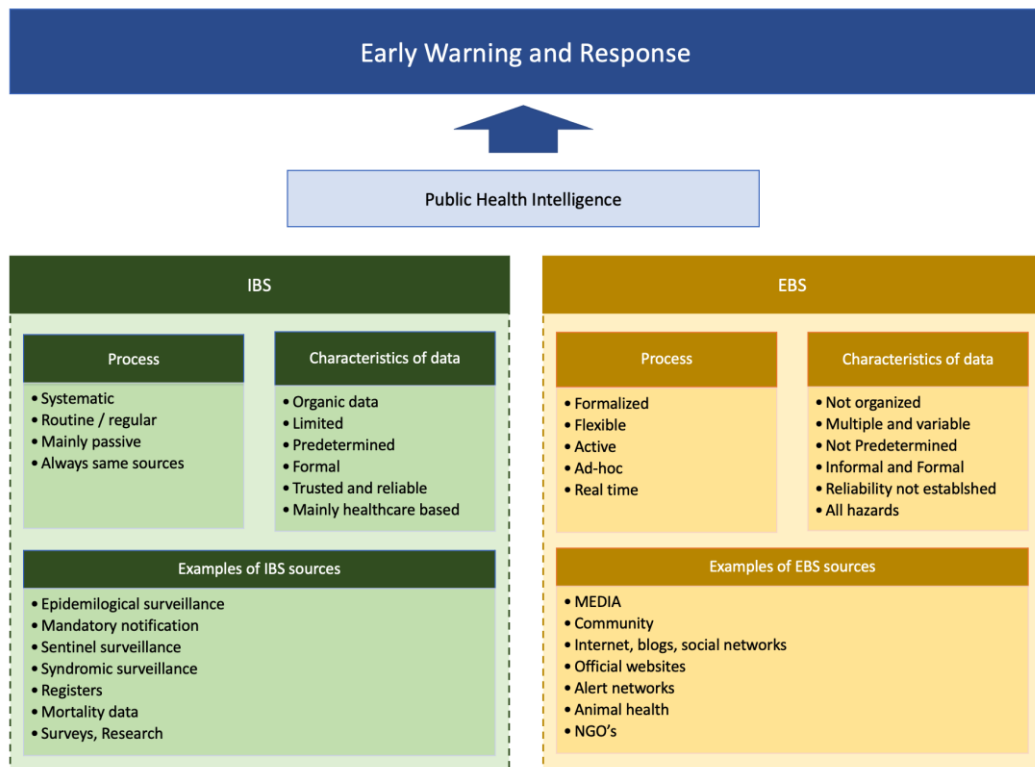 Early Warning and Response
Public Health Intelligence
IBS
Process
• Systematic
• Routine / regular
• Mainly passive
• Always same sources
Characteristics of data
• Organic data
• Limited
• Predetermined
• Formal
• Trusted and reliable
• Mainly healthcare based
Examples of IBS sources
• Epidemilogical surveillance
• Mandatory notification
• Sentinel surveillance
• Syndromic surveillance
• Registers
• Mortality data
• Surveys, Research
EBS
Process
• Formalized
• Flexible
• Active
• Ad-hoc
• Real time
Characteristics of data
• Not organized
• Multiple and variable
• Not Predetermined
• Informal and Formal
• Reliability not establshed
• All hazards
Examples of EBS sources
• MEDIA
• Community
• Internet, blogs, social networks
• Official websites
• Alert networks
• Animal health
• NGO's